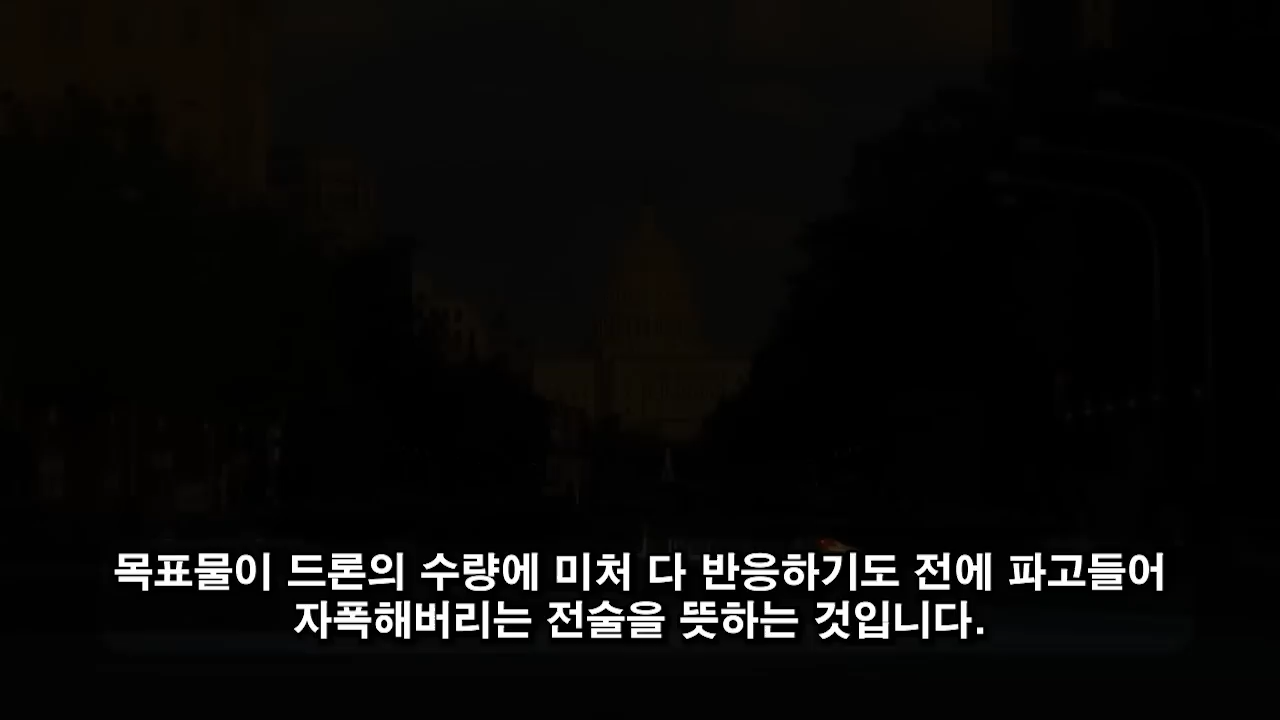 목표물이 드론의 수량에 미처 다 반응하기도 전에 파고들어
자폭해버리는 전술을 뜻하는 것입니다.